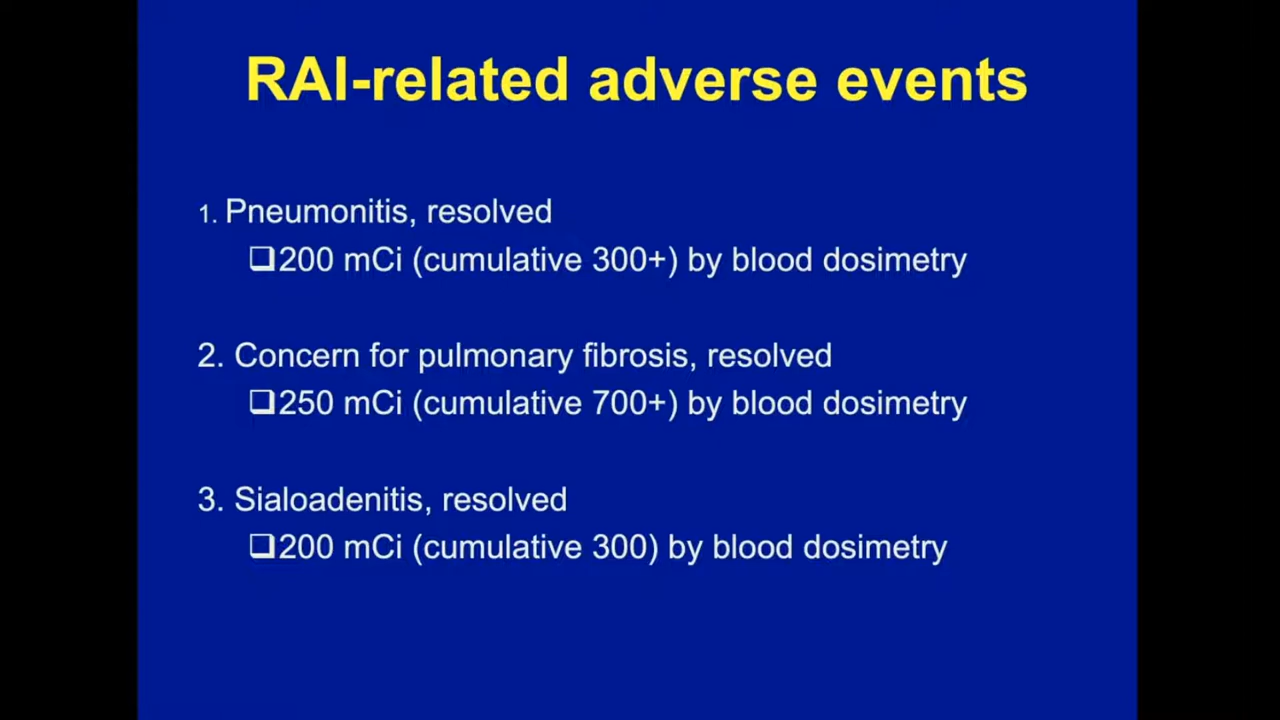 RAI-related adverse events
1. Pneumonitis, resolved
❑200 mCi (cumulative 300+) by blood dosimetry
2. Concern for pulmonary fibrosis, resolved
❑250 mCi (cumulative 700+) by blood dosimetry
3. Sialoadenitis, resolved
❑200 mCi (cumulative 300) by blood dosimetry